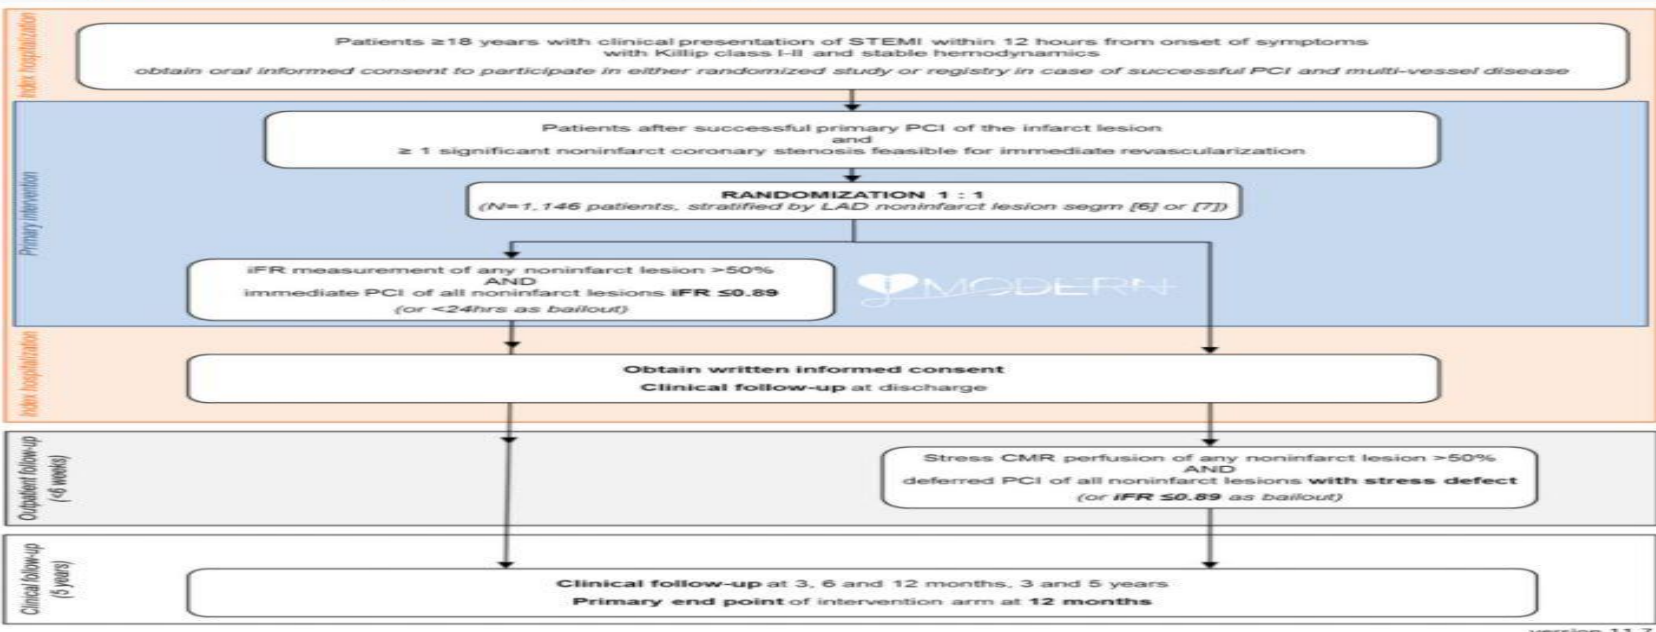 Index hospitalization
Patients ≥18 years with clinical presentation of STEMI within 12 hours from onset of symptoms
with Killip class I-II and stable hemodynamics
obtain oral informed consent to participate in either randomized study or registry in case of successful PCI and multi-vessel disease
Primary intervention
Patients after successful primary PCI of the infarct lesion
and
≥ 1 significant noninfarct coronary stenosis feasible for immediate revascularization
RANDOMIZATION 1 : 1
(N=1,146 patients, stratified by LAD noninfarct lesion segm [6] or [7])
iFR measurement of any noninfarct lesion >50%
AND
immediate PCI of all noninfarct lesions iFR ≤0.89
(or <24hrs as bailout)
iMODERN
Index hospitalization
Obtain written informed consent
Clinical follow-up at discharge
Outpatient follow-up
(<6 weeks)
Stress CMR perfusion of any noninfarct lesion >50%
AND
deferred PCI of all noninfarct lesions with stress defect
(or iFR ≤0.89 as bailout)
Clinical follow-up
(5 years)
Clinical follow-up at 3, 6 and 12 months, 3 and 5 years
Primary end point of intervention arm at 12 months
version 11.7